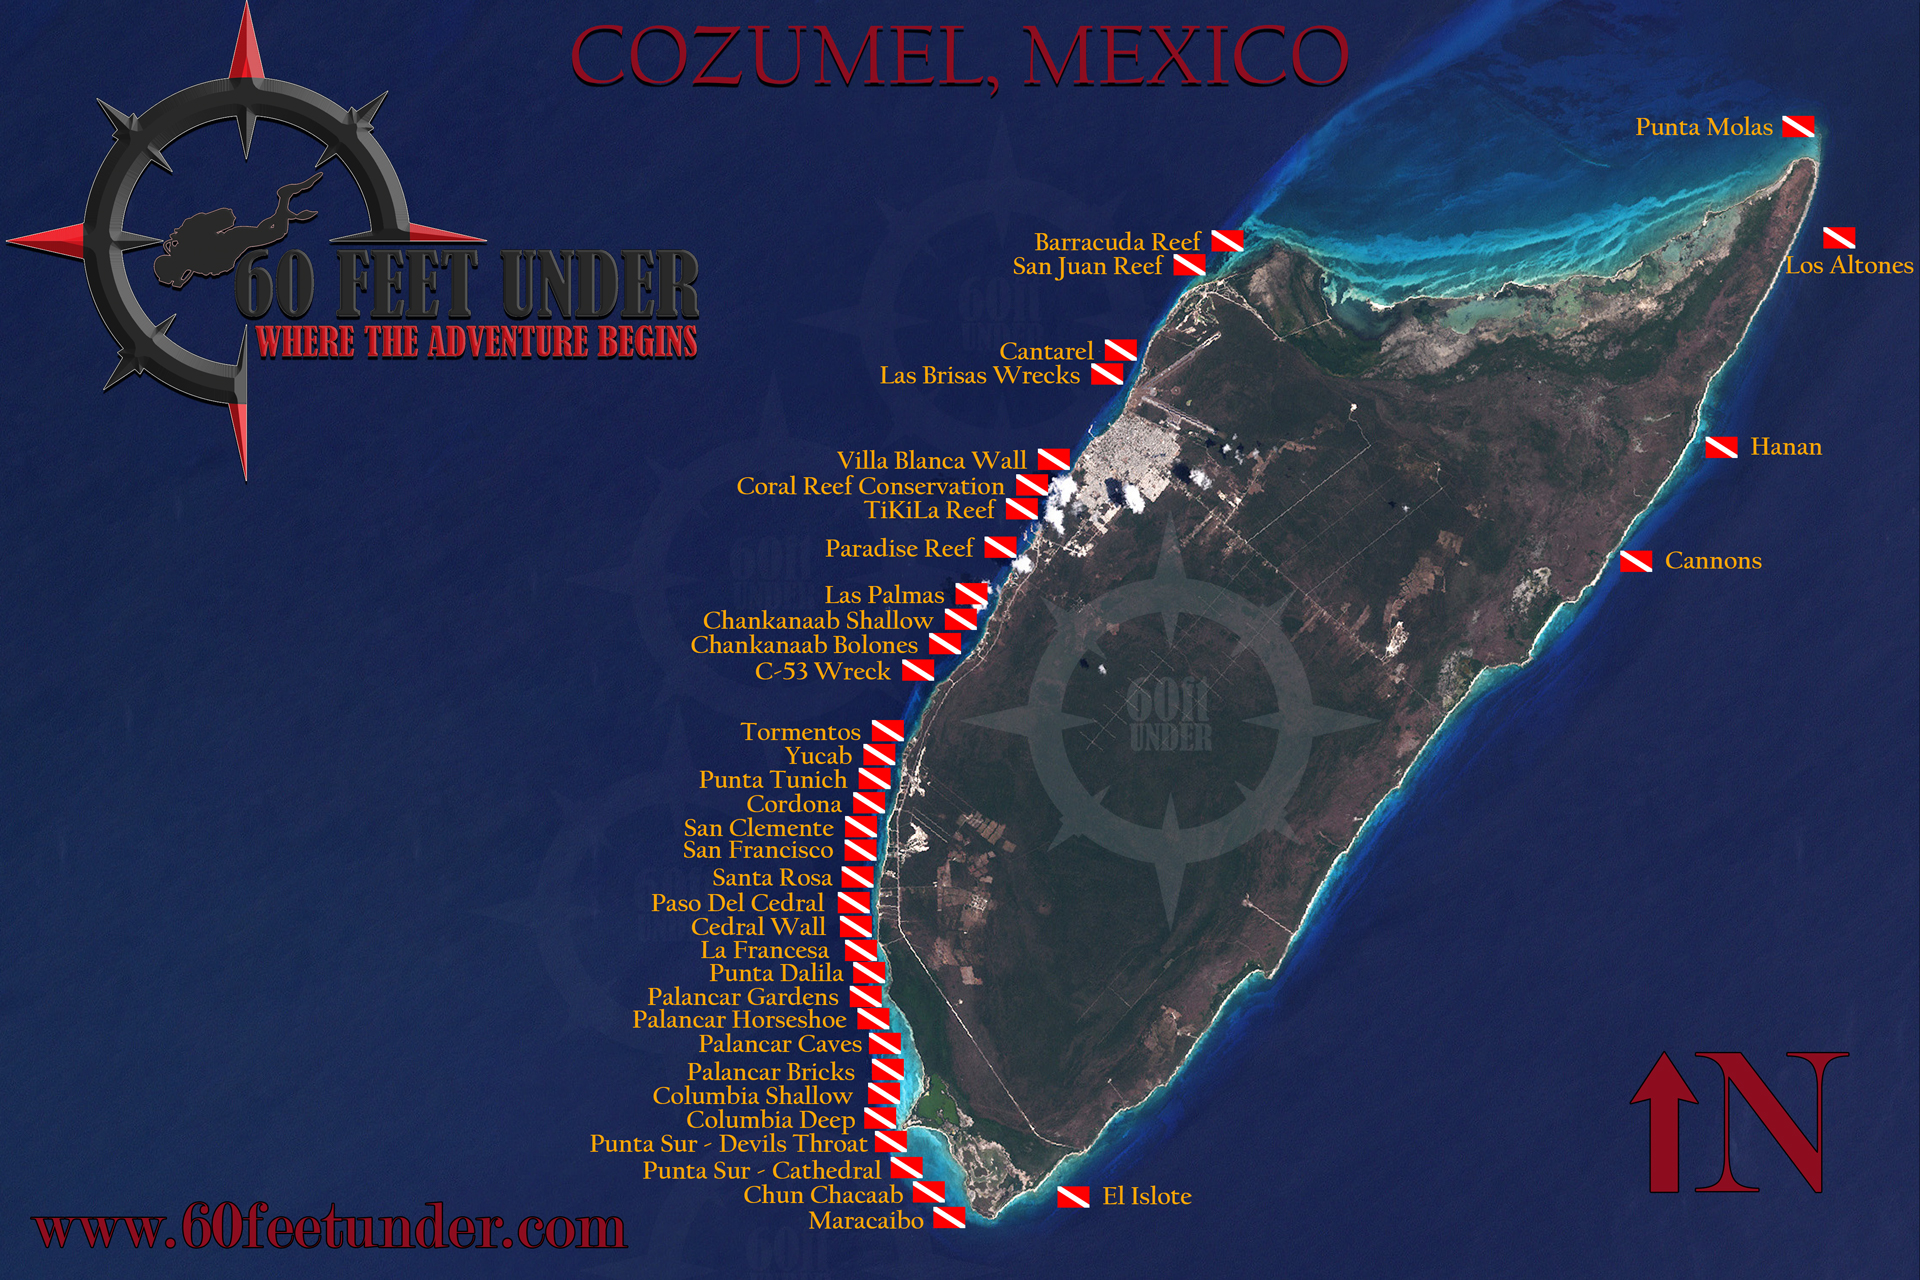 COZUMEL, MEXICO
60 FEET UNDER
WHERE THE ADVENTURE BEGINS
Punta Molas
Barracuda Reef
San Juan Reef
Los Altones
Cantarel
Las Brisas Wrecks
Hanan
Villa Blanca Wall
Coral Reef Conservation
TiKiLa Reef
Paradise Reef
Cannons
Las Palmas
Chankanaab Shallow
Chankanaab Bolones
C-53 Wreck
60ft
UNDER
Tormentos
Yucab
Punta Tunich
Cordona
San Clemente
San Francisco
Santa Rosa
Paso Del Cedral
Cedral Wall
La Francesa
Punta Dalila
Palancar Gardens
Palancar Horseshoe
Palancar Caves
Palancar Bricks
Columbia Shallow
Columbia Deep
Punta Sur - Devils Throat
Punta Sur - Cathedral
Chun Chacaab
Maracaibo
El Islote
N
www.60feetunder.com